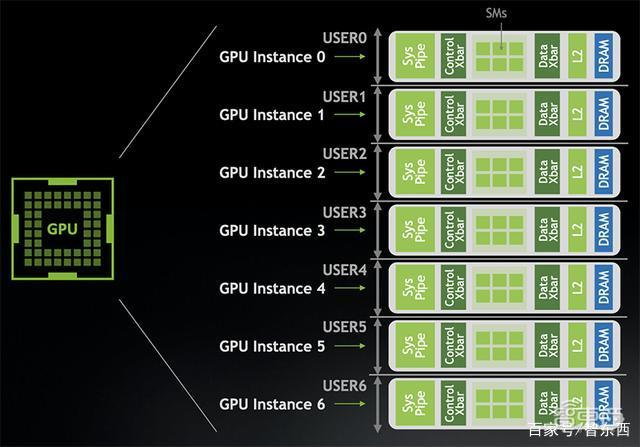 SMs
USER0
GPU Instance 0
Sys Pipe
Control Xbar
Data Xbar
L2
DRAM
USER1
GPU Instance 1
Sys Pipe
Control Xbar
Data Xbar
L2
DRAM
USER2
GPU Instance 2
Sys Pipe
Control Xbar
Data Xbar
L2
DRAM
USER3
GPU Instance 3
Sys Pipe
Control Xbar
Data Xbar
L2
DRAM
GPU
USER4
GPU Instance 4
Sys Pipe
Control Xbar
Data Xbar
L2
DRAM
USER5
GPU Instance 5
Sys Pipe
Control Xbar
Data Xbar
L2
DRAM
USER6
GPU Instance 6
Sys Pipe
Control Xbar
Data Xbar
L2
DRAM
百家号/智东西